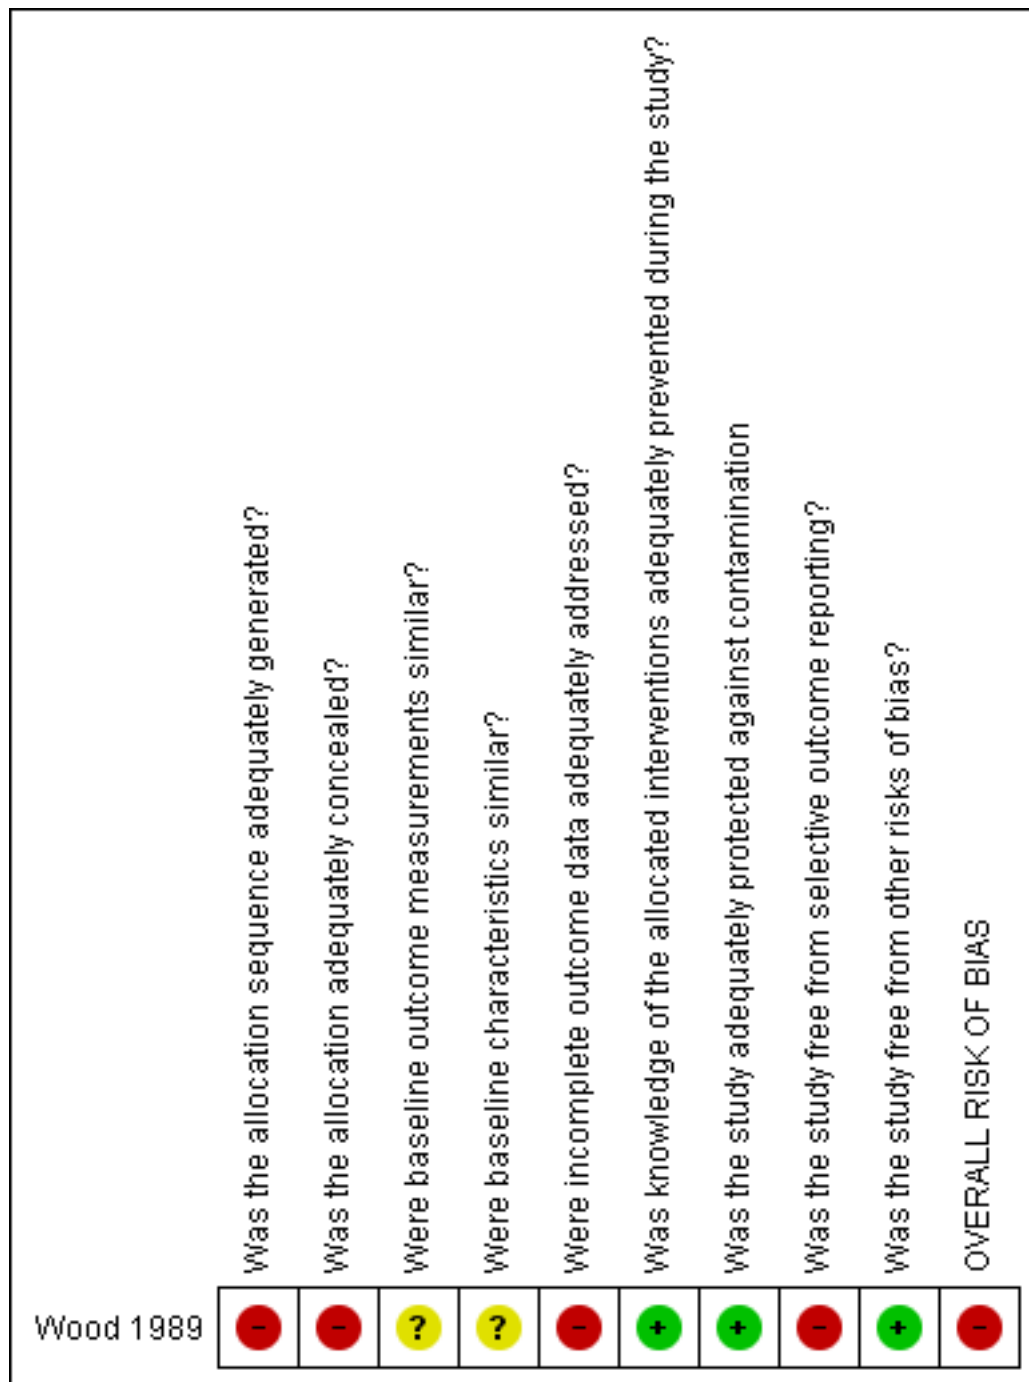 Was the allocation sequence adequately generated?
Was the allocation adequately concealed?
Were baseline outcome measurements similar?
Were baseline characteristics similar?
Were incomplete outcome data adequately addressed?
Was knowledge of the allocated interventions adequately prevented during the study?
Was the study adequately protected against contamination
Was the study free from selective outcome reporting?
Was the study free from other risks of bias?
OVERALL RISK OF BIAS
Wood 1989 - - ? ? - + + - + -